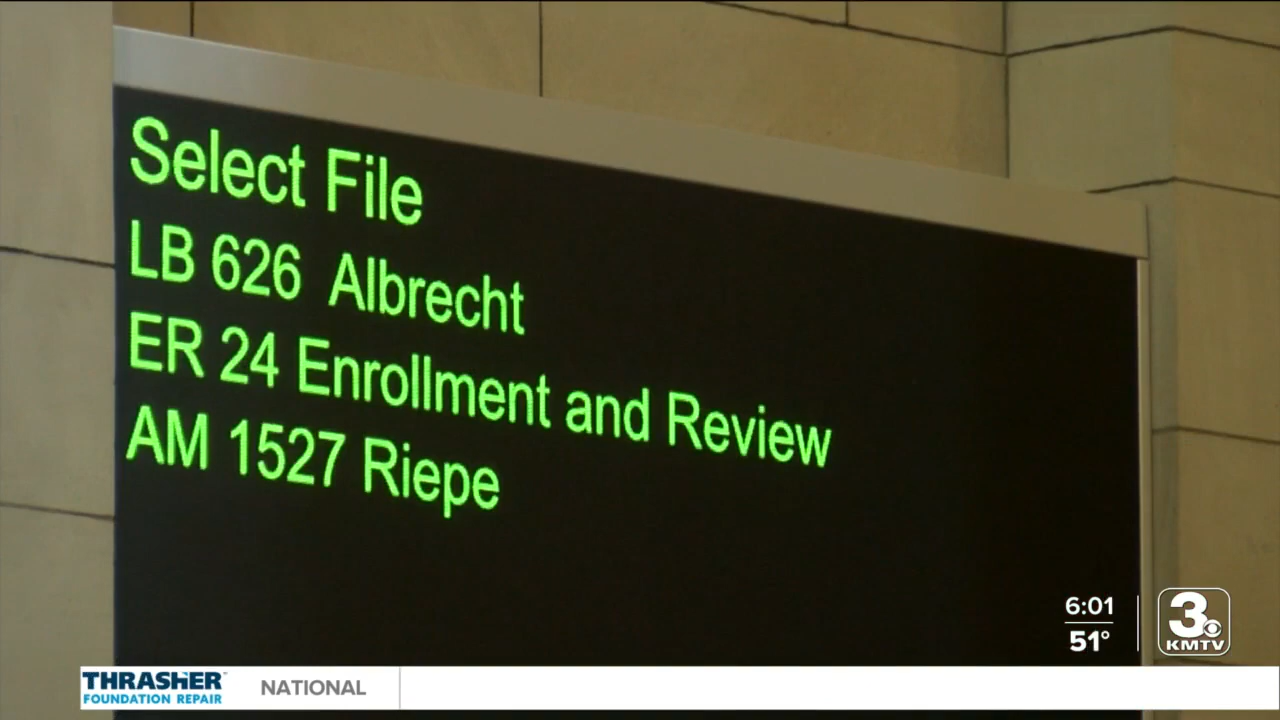 Select File
LB 626 Albrecht
ER 24 Enrollment and Review
AM 1527 Riepe
6:01
51°
3
KMTV
THRASHER
FOUNDATION REPAIR
NATIONAL